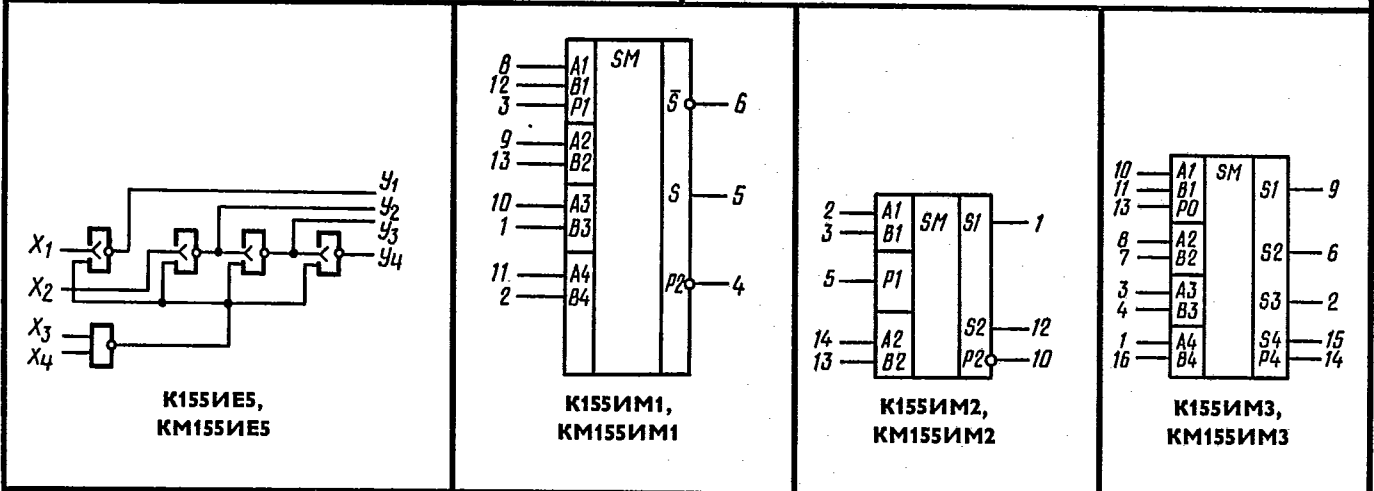 X1
X2
X3
X4
У1
У2
У3
У4
К155ИЕ5,
КМ155ИЕ5
8 A1
12 B1
3 P1
9 A2
13 B2
10 A3
1 B3
11 A4
2 B4
SM
S̅ 6
S 5
P2 4
К155ИМ1,
КМ155ИМ1
2 A1
3 B1
5 P1
14 A2
13 B2
SM
S1 1
S2 12
P2 10
К155ИМ2,
КМ155ИМ2
10 A1
11 B1
13 P0
8 A2
7 B2
3 A3
4 B3
1 A4
16 B4
SM
S1 9
S2 6
S3 2
S4 15
P4 14
К155ИМ3,
КМ155ИМ3